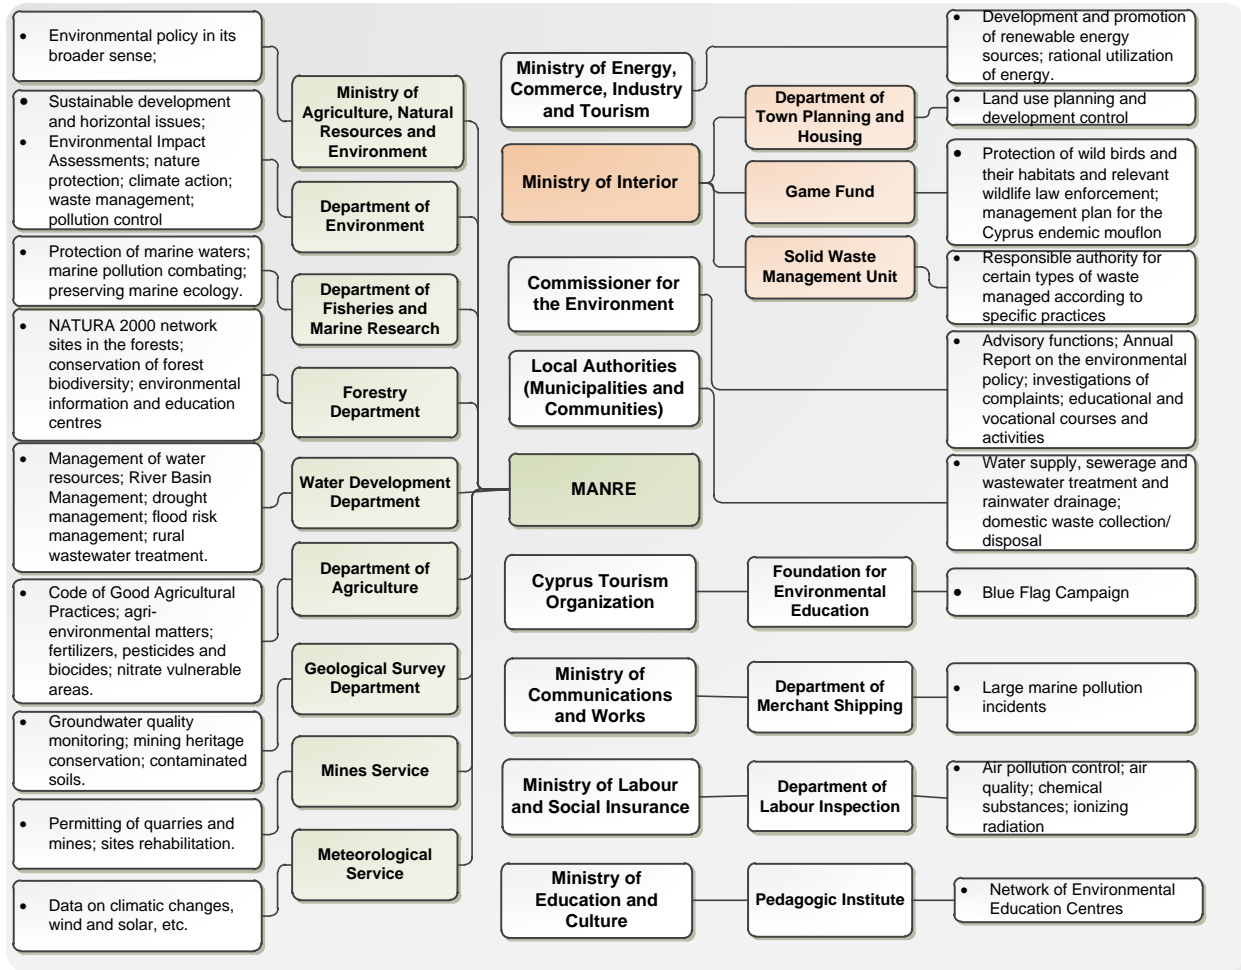 • Environmental policy in its
broader sense;
• Sustainable development
and horizontal issues;
• Environmental Impact
Assessments; nature
protection; climate action;
waste management;
pollution control
• Protection of marine waters;
marine pollution combating;
preserving marine ecology.
• NATURA 2000 network
sites in the forests;
conservation of forest
biodiversity; environmental
information and education
centres
• Management of water
resources; River Basin
Management; drought
management; flood risk
management; rural
wastewater treatment.
• Code of Good Agricultural
Practices; agri-
environmental matters;
fertilizers, pesticides and
biocides; nitrate vulnerable
areas.
• Groundwater quality
monitoring; mining heritage
conservation; contaminated
soils.
• Permitting of quarries and
mines; sites rehabilitation.
• Data on climatic changes,
wind and solar, etc.
Ministry of
Agriculture, Natural
Resources and
Environment
Department of
Environment
Department of
Fisheries and
Marine Research
Forestry
Department
Water Development
Department
Department of
Agriculture
Geological Survey
Department
Mines Service
Meteorological
Service
Ministry of Energy,
Commerce, Industry
and Tourism
Ministry of Interior
Commissioner for
the Environment
Local Authorities
(Municipalities and
Communities)
MANRE
Cyprus Tourism
Organization
Ministry of
Communications
and Works
Ministry of Labour
and Social Insurance
Ministry of
Education and
Culture
Department of
Town Planning and
Housing
Game Fund
Solid Waste
Management Unit
Foundation for
Environmental
Education
Department of
Merchant Shipping
Department of
Labour Inspection
Pedagogic Institute
• Development and promotion
of renewable energy
sources; rational utilization
of energy.
• Land use planning and
development control
• Protection of wild birds and
their habitats and relevant
wildlife law enforcement;
management plan for the
Cyprus endemic mouflon
• Responsible authority for
certain types of waste
managed according to
specific practices
• Advisory functions; Annual
Report on the environmental
policy; investigations of
complaints; educational and
vocational courses and
activities
• Water supply, sewerage and
wastewater treatment and
rainwater drainage;
domestic waste collection/
disposal
• Blue Flag Campaign
• Large marine pollution
incidents
• Air pollution control; air
quality; chemical
substances; ionizing
radiation
• Network of Environmental
Education Centres